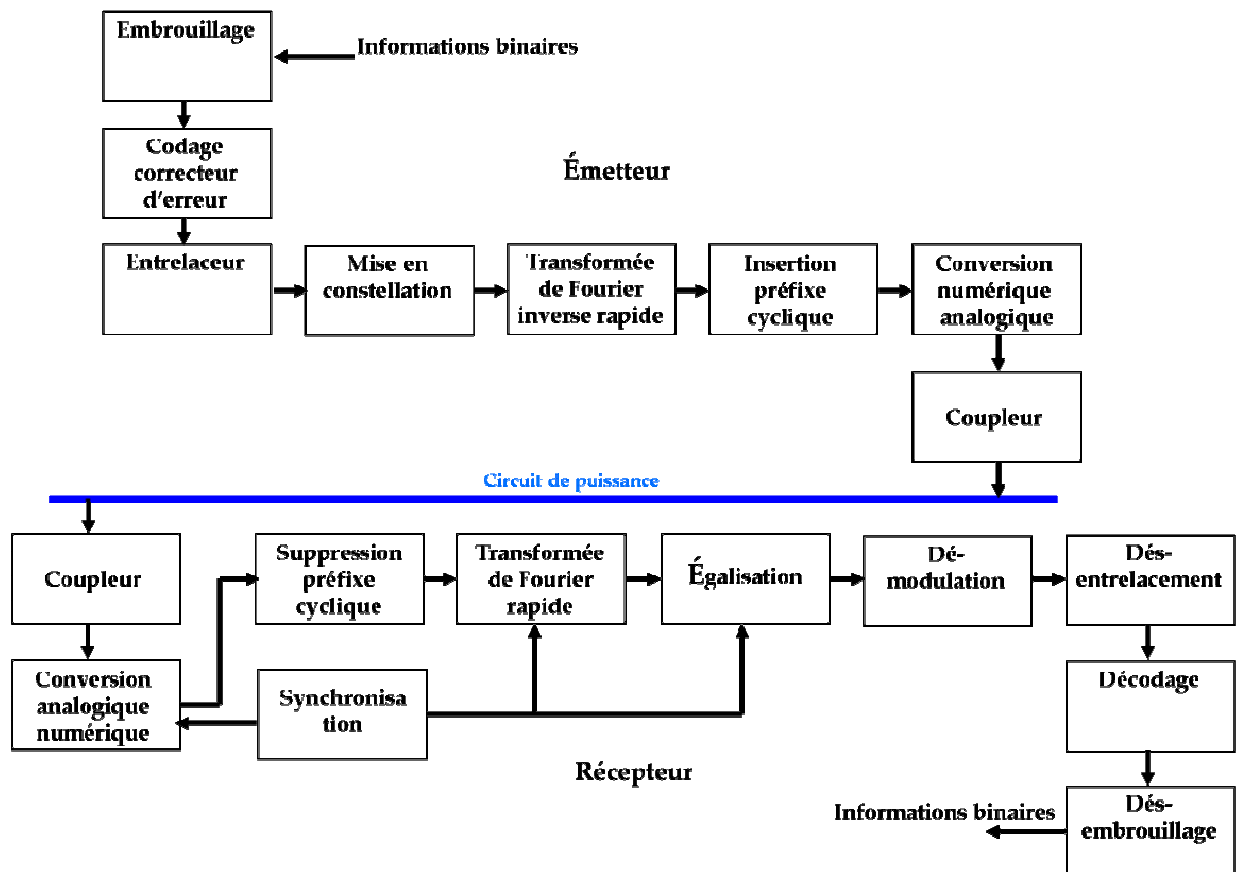 Embrouillage
Informations binaires
Codage
correcteur
d'erreur
Émetteur
Entrelaceur
Mise en
constellation
Transformée
de Fourier
inverse rapide
Insertion
préfixe
cyclique
Conversion
numérique
analogique
Coupleur
Circuit de puissance
Coupleur
Suppression
préfixe
cyclique
Transformée
de Fourier
rapide
Égalisation
Dé-
modulation
Dés-
entrelacement
Conversion
analogique
numérique
Synchronisa
tion
Décodage
Récepteur
Informations binaires
Dés-
embrouillage